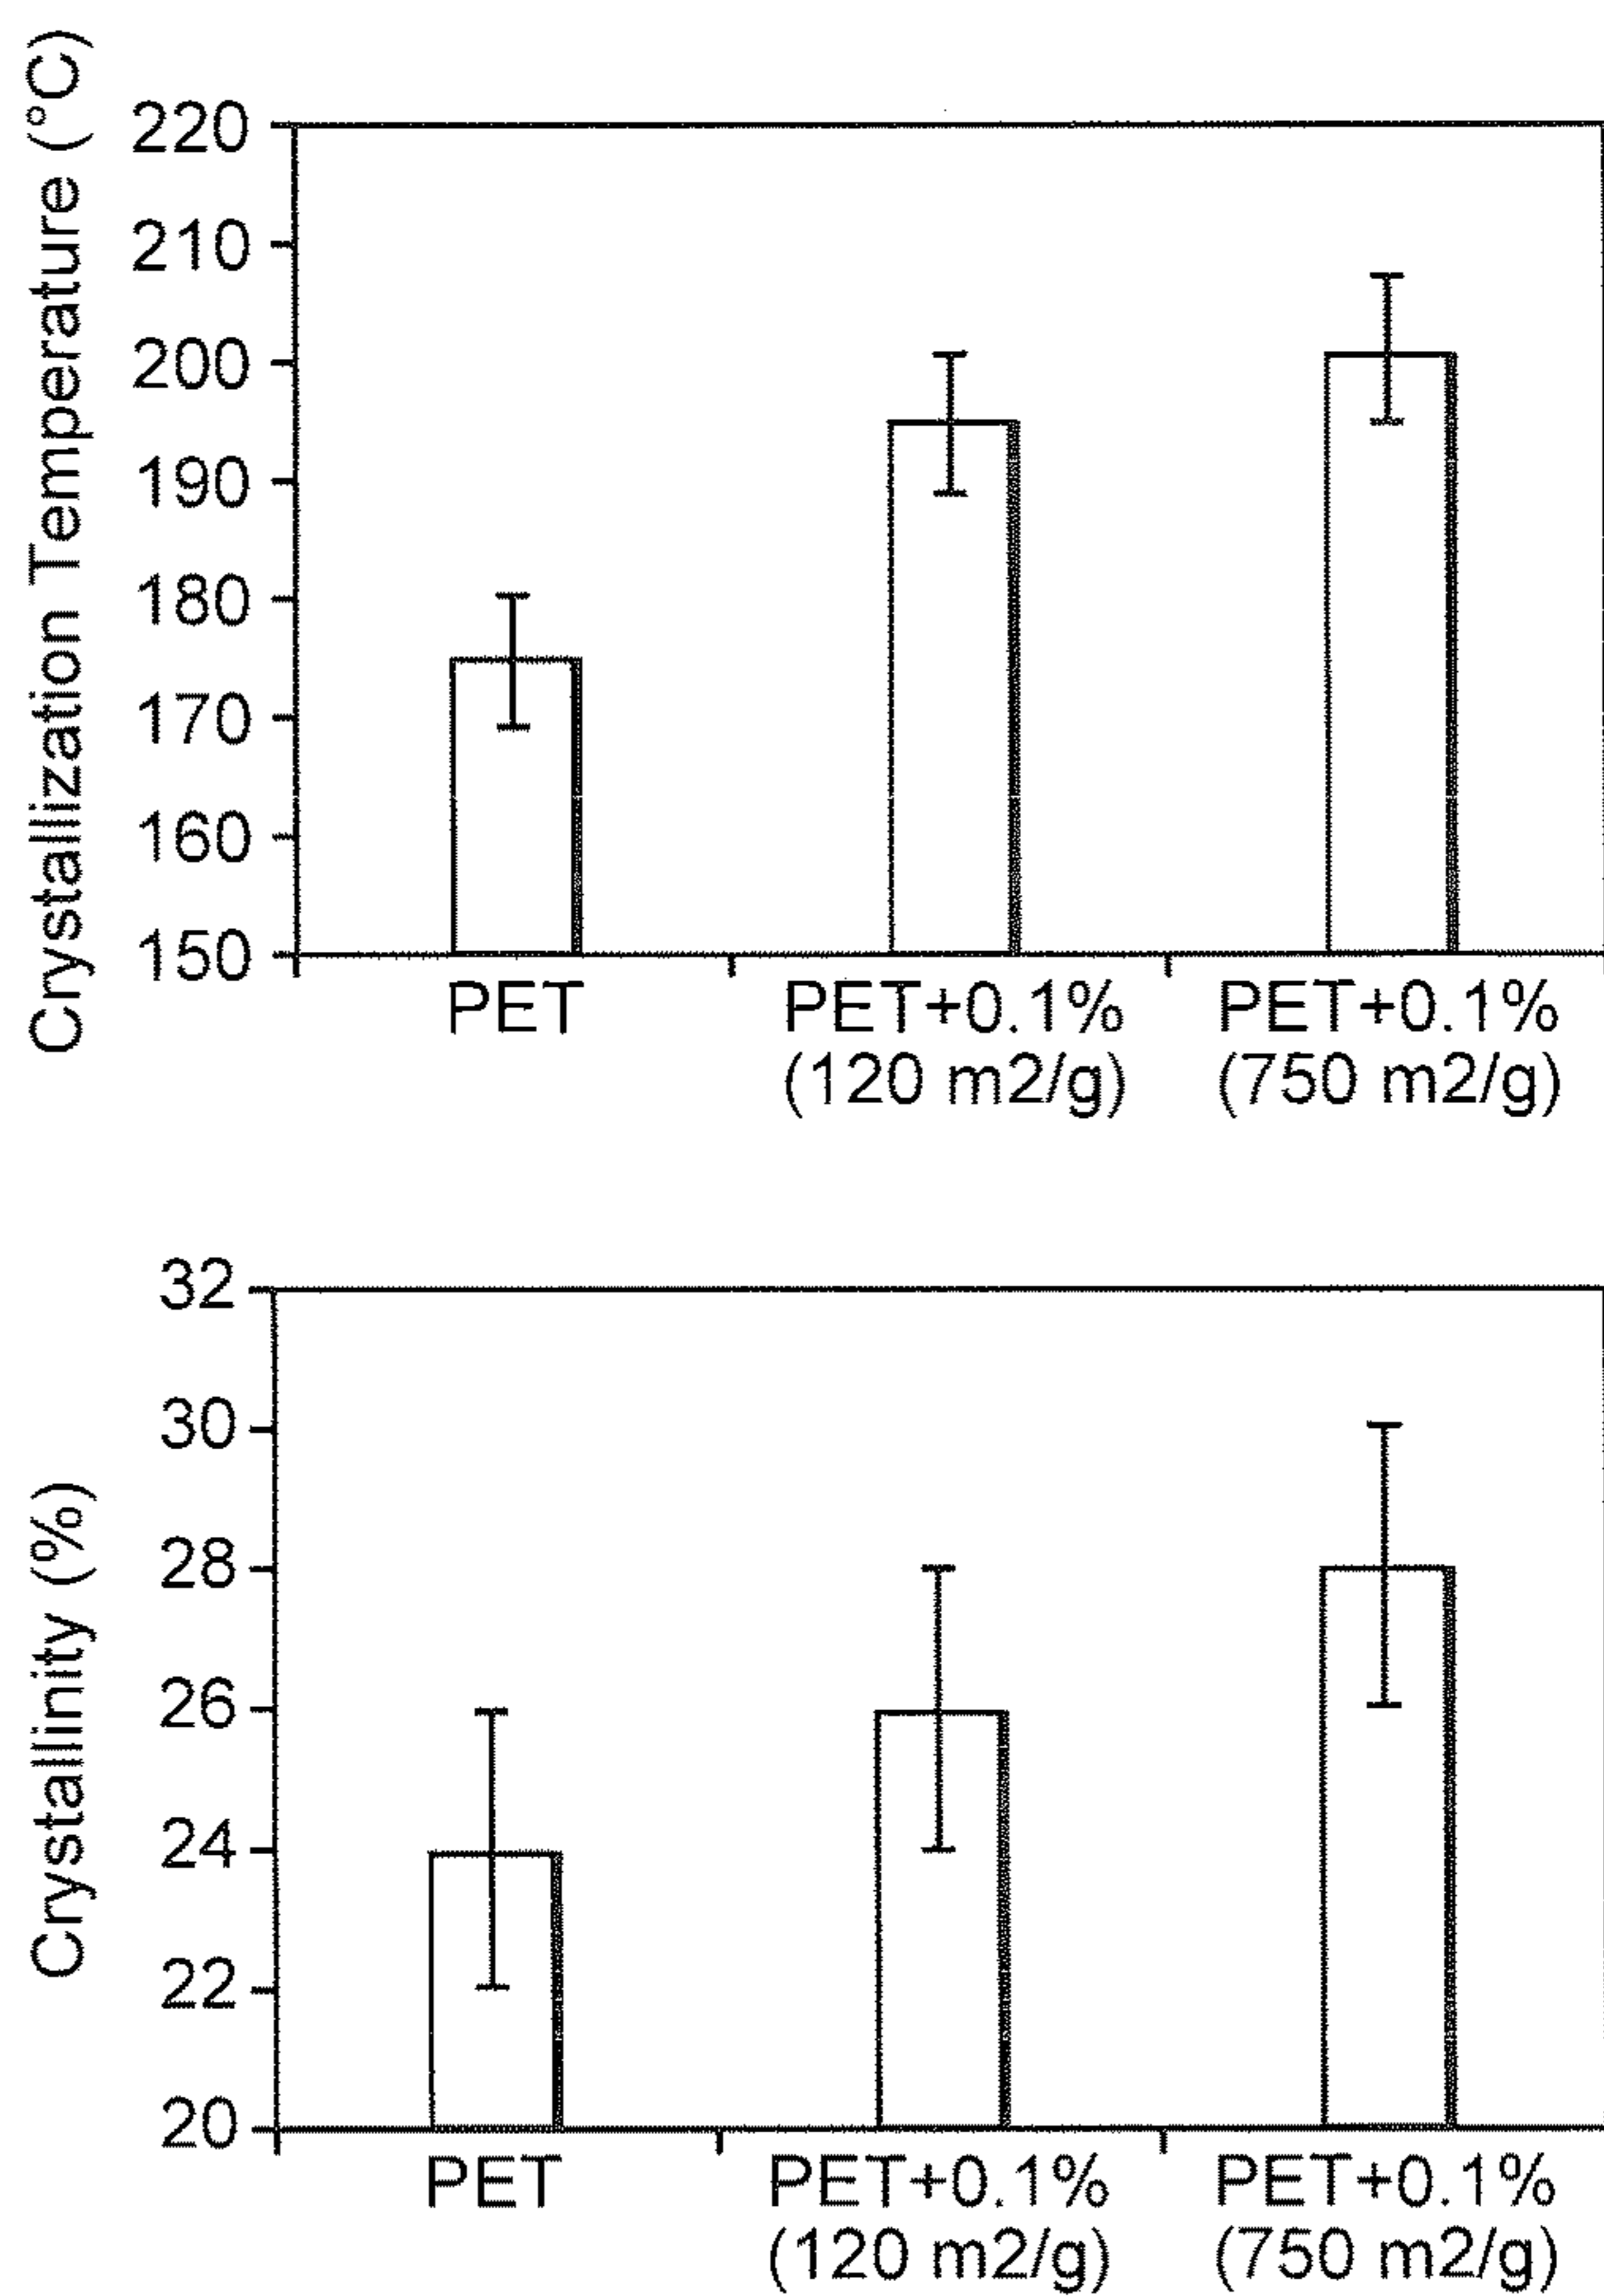 Crystallization Temperature (°C)
220
210
200
190
180
170
160
150
PET
PET+0.1%
(120 m2/g)
PET+0.1%
(750 m2/g)
Crystallinity (%)
32
30
28
26
24
22
20
PET
PET+0.1%
(120 m2/g)
PET+0.1%
(750 m2/g)